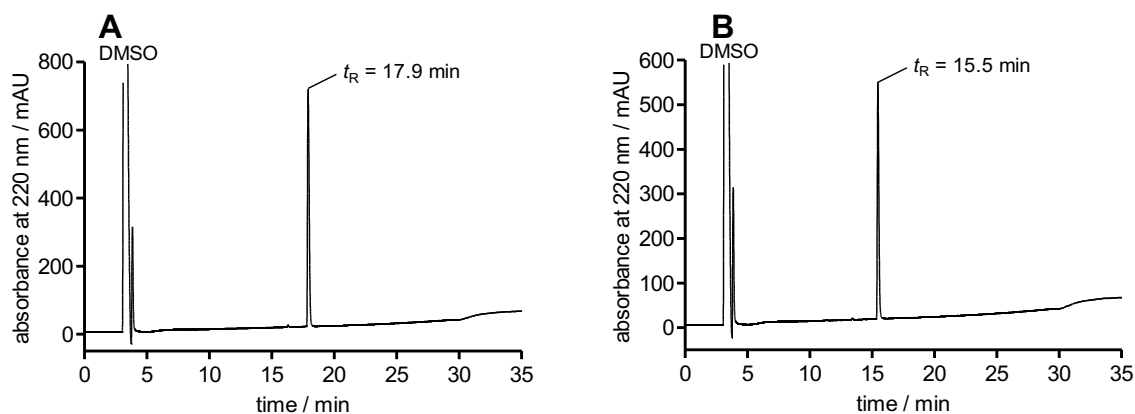 A
DMSO
tR = 17.9 min
absorbance at 220 nm / mAU
800
600
400
200
0
0 5 10 15 20 25 30 35
time / min
B
DMSO
tR = 15.5 min
absorbance at 220 nm / mAU
600
500
400
300
200
100
0
0 5 10 15 20 25 30 35
time / min